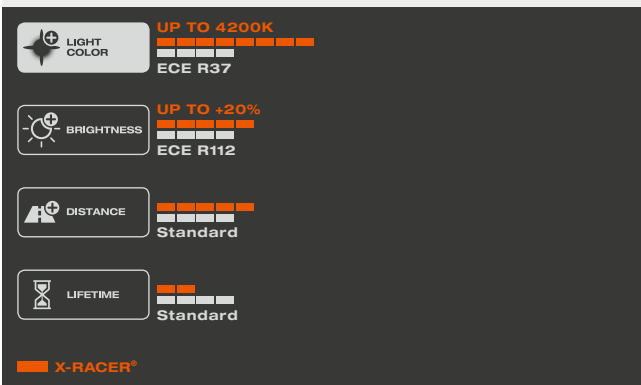 UP TO 4200K
LIGHT
COLOR
ECE R37
UP TO +20%
BRIGHTNESS
ECE R112
DISTANCE
Standard
LIFETIME
Standard
X-RACER®